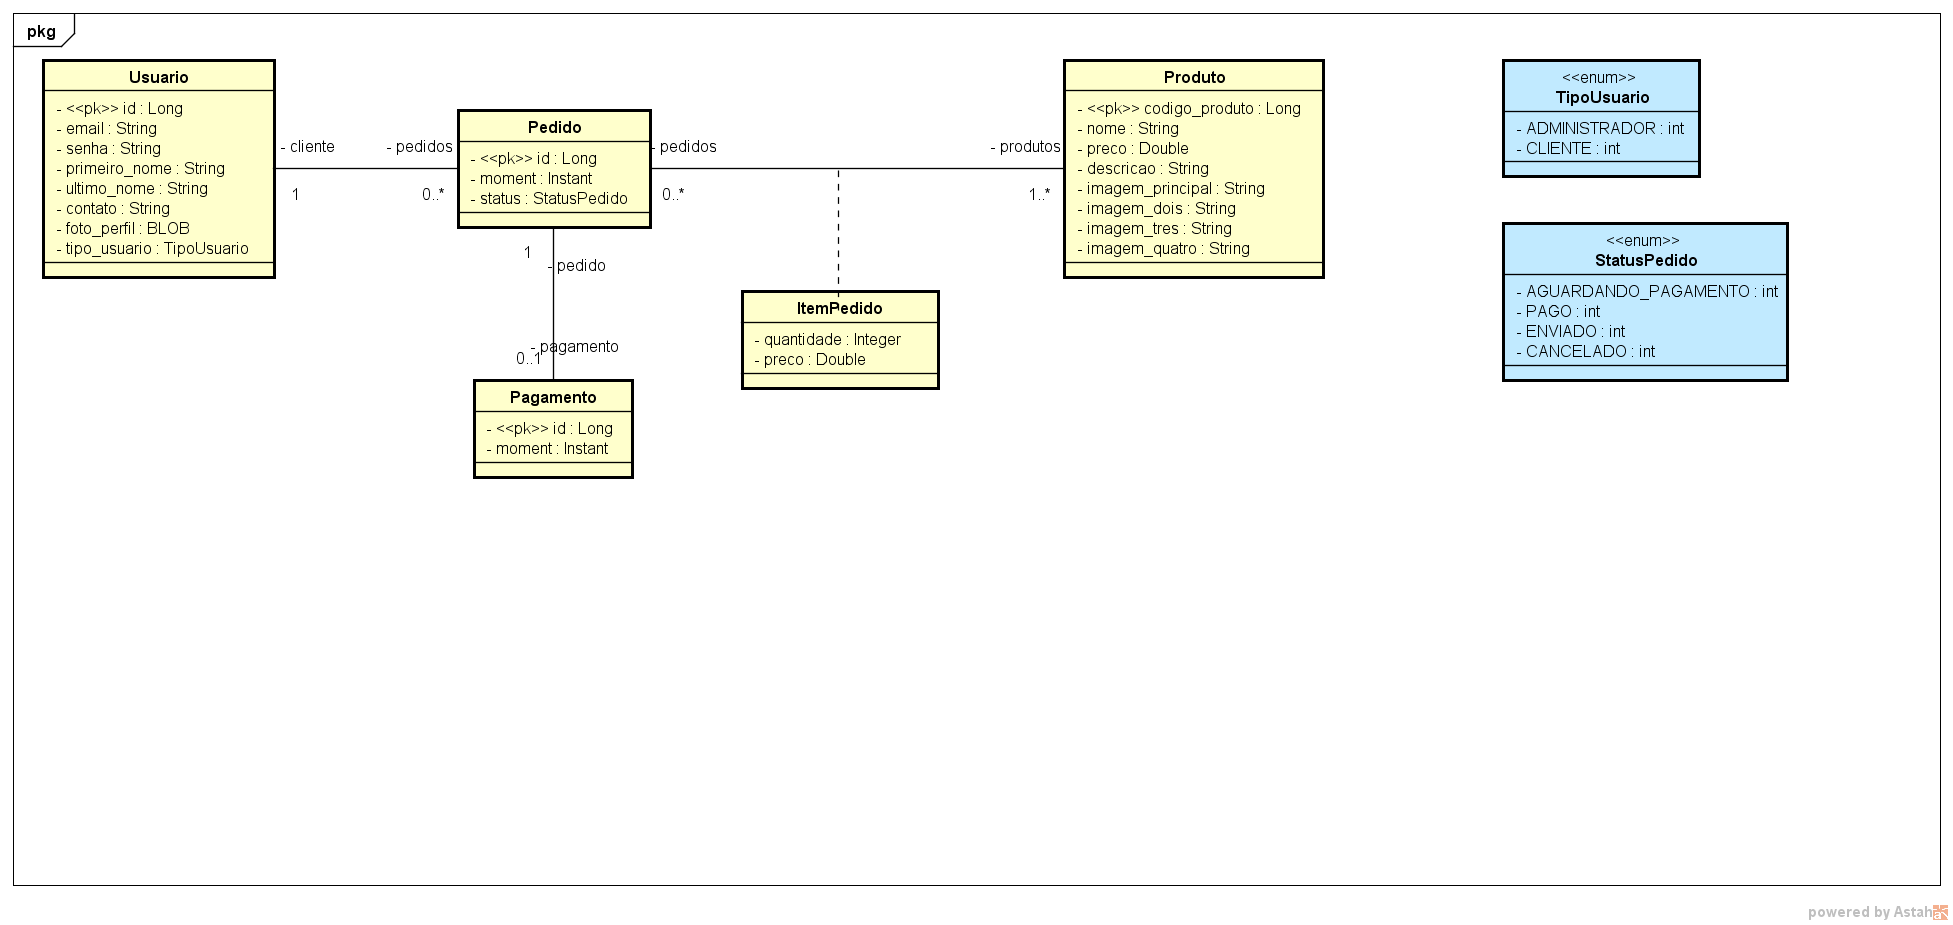 pkg
Usuario
- <<pk>> id : Long
- email : String
- senha : String
- primeiro_nome : String
- ultimo_nome : String
- contato : String
- foto_perfil : BLOB
- tipo_usuario : TipoUsuario
- cliente
1
- pedidos
0..*
Pedido
- <<pk>> id : Long
- moment : Instant
- status : StatusPedido
- pedidos
0..*
- produtos
1..*
1
- pedido
- pagamento
0..1
Pagamento
- <<pk>> id : Long
- moment : Instant
ItemPedido
- quantidade : Integer
- preco : Double
Produto
- <<pk>> codigo_produto : Long
- nome : String
- preco : Double
- descricao : String
- imagem_principal : String
- imagem_dois : String
- imagem_tres : String
- imagem_quatro : String
<<enum>>
TipoUsuario
- ADMINISTRADOR : int
- CLIENTE : int
<<enum>>
StatusPedido
- AGUARDANDO_PAGAMENTO : int
- PAGO : int
- ENVIADO : int
- CANCELADO : int
powered by Astah